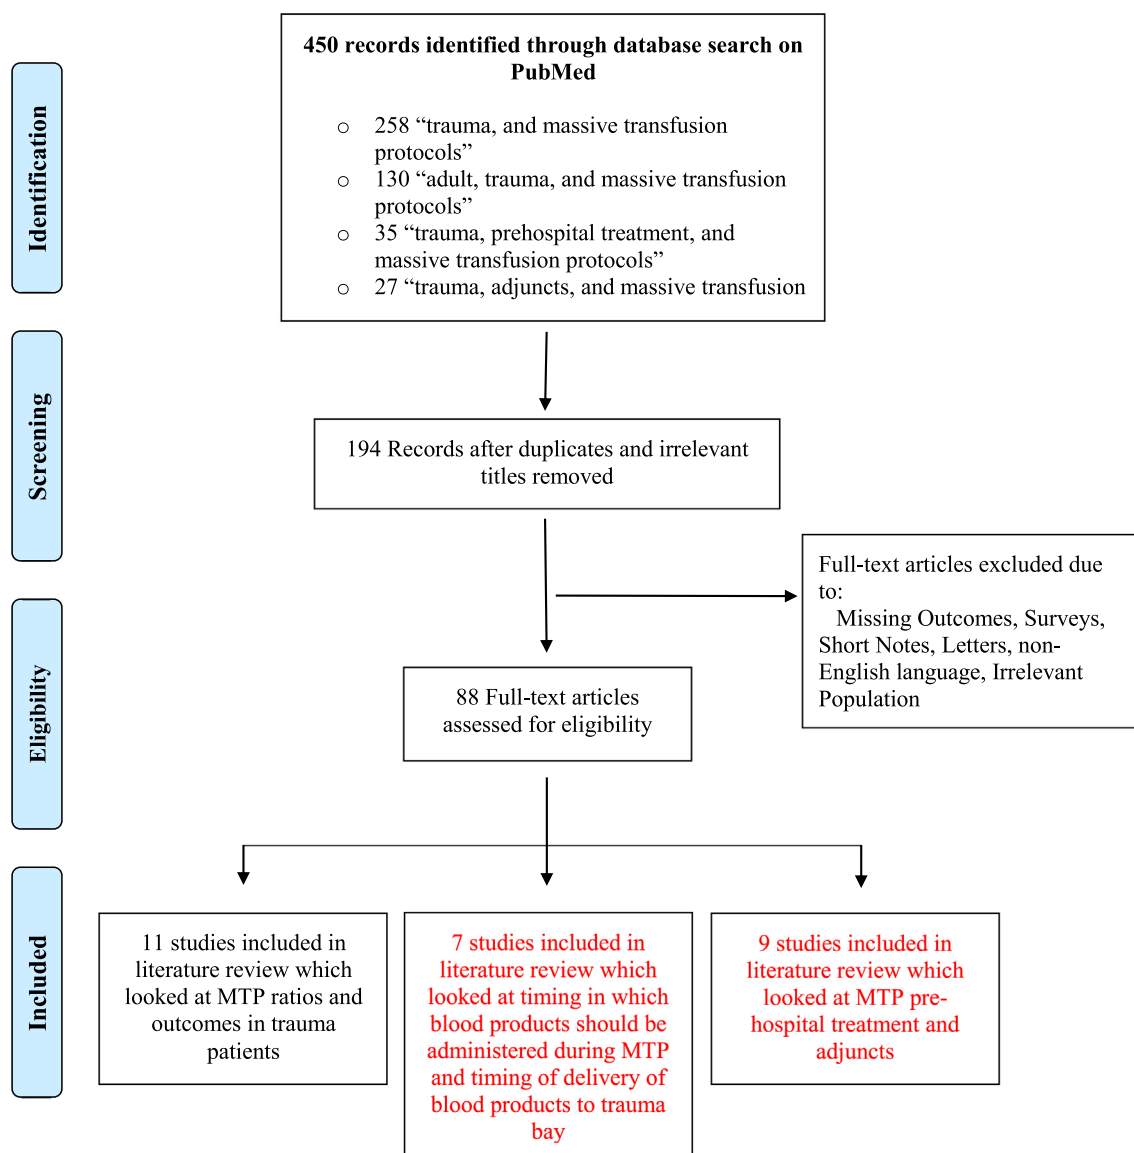 Identification
450 records identified through database search on
PubMed
o 258 “trauma, and massive transfusion
protocols”
o 130 “adult, trauma, and massive transfusion
protocols”
o 35 “trauma, prehospital treatment, and
massive transfusion protocols”
o 27 “trauma, adjuncts, and massive transfusion
Screening
194 Records after duplicates and irrelevant
titles removed
Full-text articles excluded due
to:
Missing Outcomes, Surveys,
Short Notes, Letters, non-
English language, Irrelevant
Population
Eligibility
88 Full-text articles
assessed for eligibility
Included
11 studies included in
literature review which
looked at MTP ratios and
outcomes in trauma
patients
7 studies included in
literature review which
looked at timing in which
blood products should be
administered during MTP
and timing of delivery of
blood products to trauma
bay
9 studies included in
literature review which
looked at MTP pre-
hospital treatment and
adjuncts